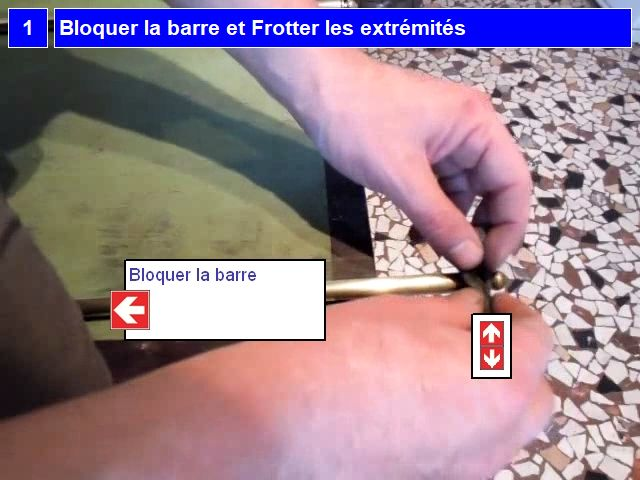 1 Bloquer la barre et Frotter les extrémités
Bloquer la barre